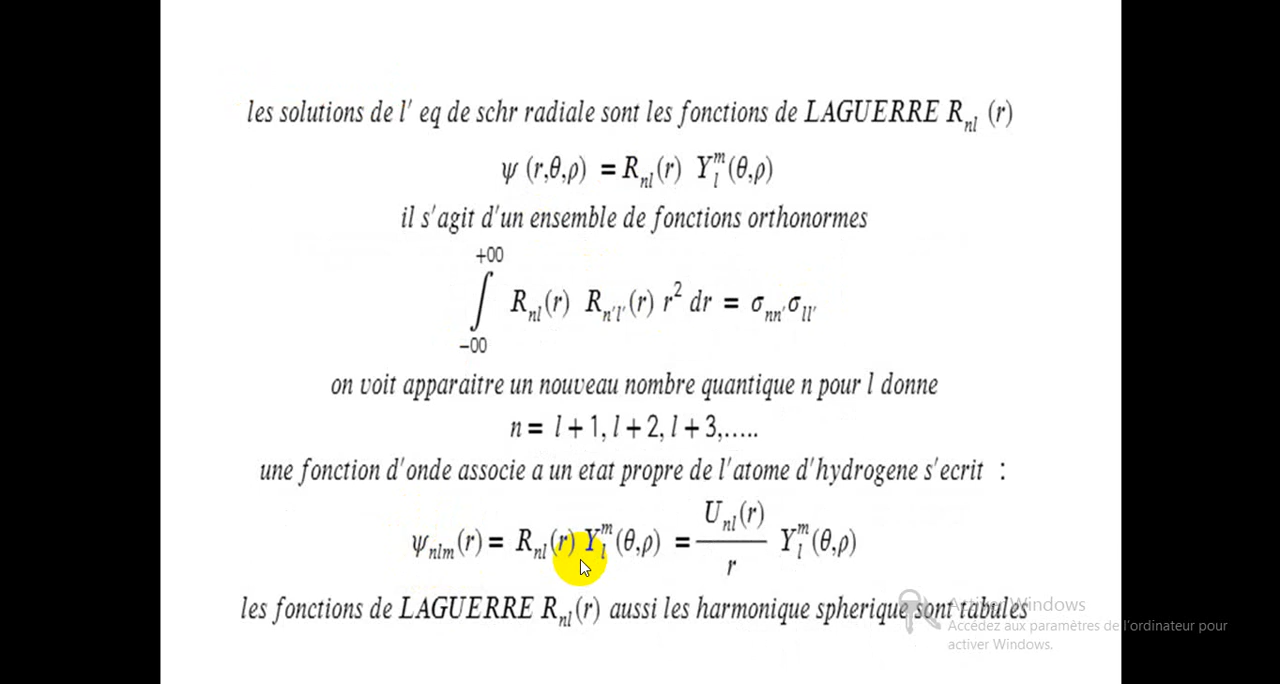 les solutions de l' eq de schr radiale sont les fonctions de LAGUERRE R_nl (r)
ψ (r,θ,ρ) = R_nl(r) Y_l^m(θ,ρ)
il s'agit d'un ensemble de fonctions orthonormes
+00
∫ R_nl(r) R_n'l'(r) r² dr = σ_nn' σ_ll'
−00
on voit apparaitre un nouveau nombre quantique n pour l donne
n = l + 1, l + 2, l + 3,.....
une fonction d'onde associe a un etat propre de l'atome d'hydrogene s'ecrit :
ψ_nlm(r) = R_nl(r) Y_l^m(θ,ρ) = U_nl(r) / r Y_l^m(θ,ρ)
les fonctions de LAGUERRE R_nl(r) aussi les harmonique spherique sont tabules
Activer Windows
Accédez aux paramètres de l'ordinateur pour
activer Windows.